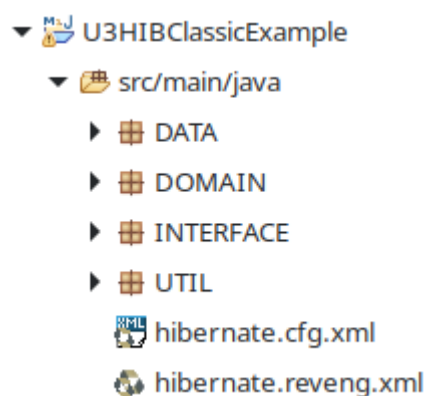 U3HIBClassicExample
src/main/java
DATA
DOMAIN
INTERFACE
UTIL
hibernate.cfg.xml
hibernate.reveng.xml